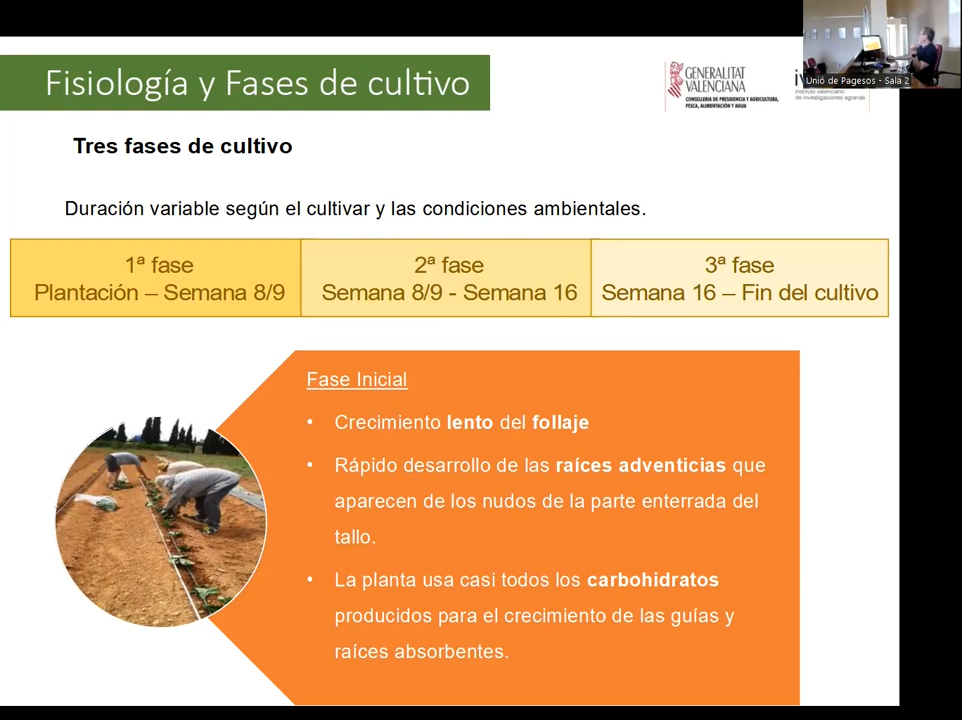 Fisiología y Fases de cultivo
GENERALITAT
VALENCIANA
CONSELLERIA DE PRESIDENCIA Y AGRICULTURA,
PESCA, ALIMENTACIÓN Y AGUA
instituto valenciano
de investigaciones agrarias
Unió de Pagesos - Sala 2
Tres fases de cultivo
Duración variable según el cultivar y las condiciones ambientales.
1ª fase
Plantación – Semana 8/9
2ª fase
Semana 8/9 - Semana 16
3ª fase
Semana 16 – Fin del cultivo
Fase Inicial
• Crecimiento lento del follaje
• Rápido desarrollo de las raíces adventicias que
aparecen de los nudos de la parte enterrada del
tallo.
• La planta usa casi todos los carbohidratos
producidos para el crecimiento de las guías y
raíces absorbentes.